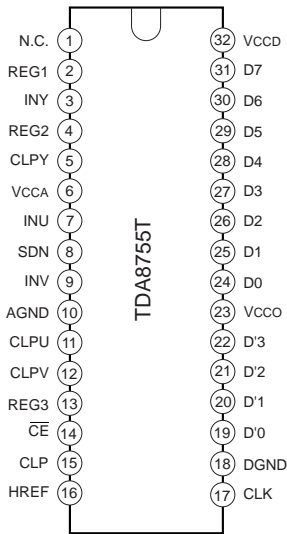 N.C. 1 32 VCCD
REG1 2 31 D7
INY 3 30 D6
REG2 4 29 D5
CLPY 5 28 D4
VCCA 6 27 D3
INU 7 26 D2
SDN 8 25 D1
INV 9 24 D0
AGND 10 23 VCCO
CLPU 11 22 D'3
CLPV 12 21 D'2
REG3 13 20 D'1
C̅E̅ 14 19 D'0
CLP 15 18 DGND
HREF 16 17 CLK
TDA8755T